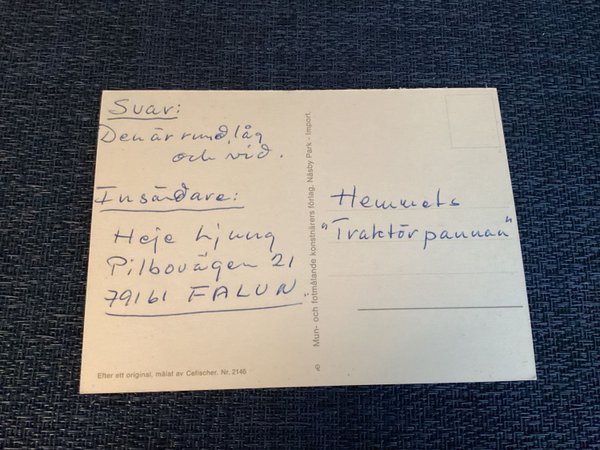 Svar:
Den är rund, låg
och vid.
Insändare:
Heje Ljung
Pilbovägen 21
79161 FALUN.
Efter ett original, målat av Cefischer. Nr. 2146
Mun- och fotmålande konstnärers förlag. Näsby Park - Import.
Hemmets
"Traktörpannan"